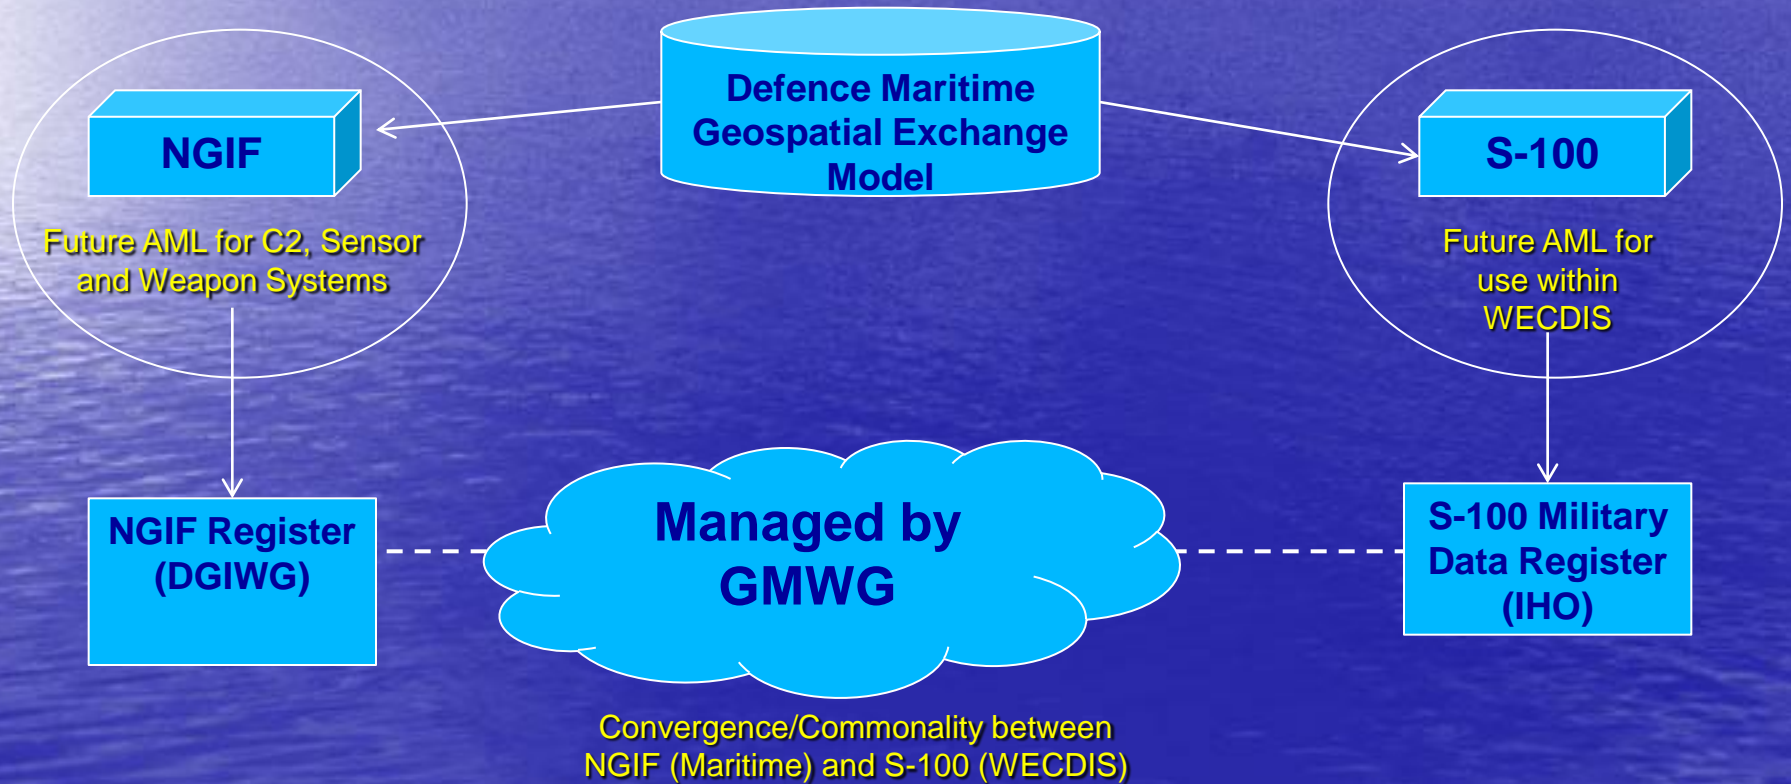 Defence Maritime
Geospatial Exchange
Model
NGIF
S-100
Future AML for C2, Sensor
and Weapon Systems
Future AML for
use within
WECDIS
NGIF Register
(DGIWG)
Managed by
GMWG
S-100 Military
Data Register
(IHO)
Convergence/Commonality between
NGIF (Maritime) and S-100 (WECDIS)